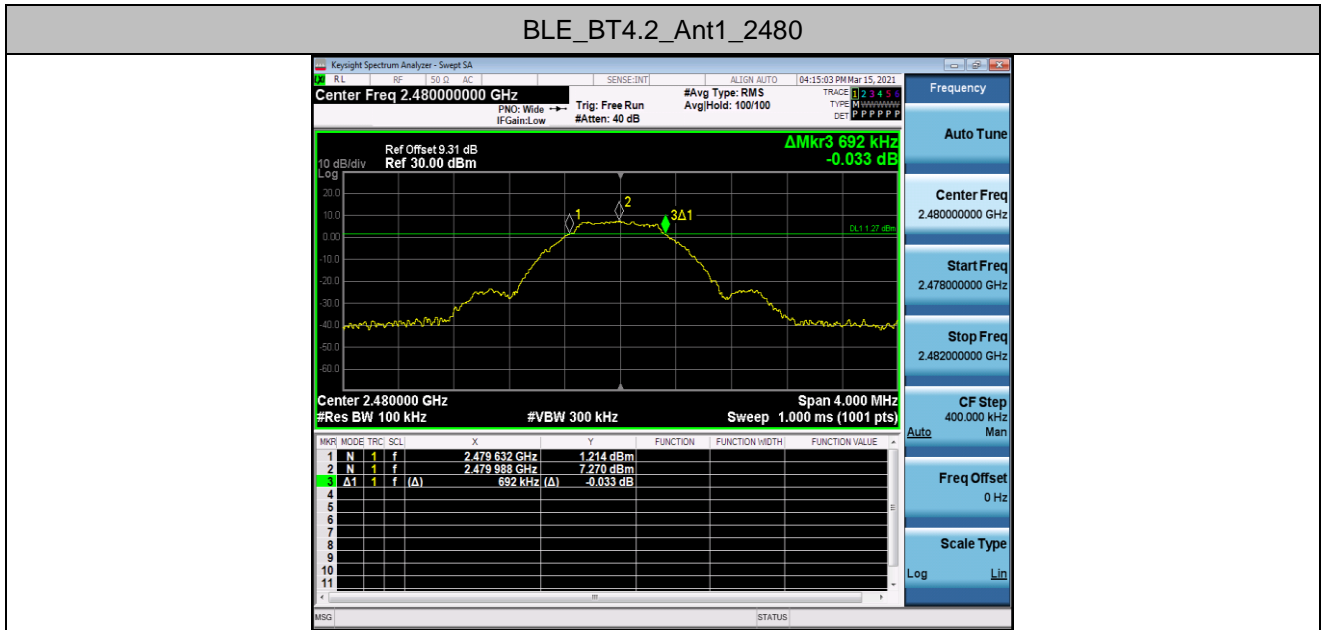 BLE_BT4.2_Ant1_2480
Keysight Spectrum Analyzer - Swept SA
RL RF 50 Ω AC SENSE:INT ALIGN AUTO 04:15:03 PM Mar 15, 2021
Center Freq 2.480000000 GHz
PNO: Wide
IFGain:Low
Trig: Free Run
#Atten: 40 dB
#Avg Type: RMS
Avg|Hold: 100/100
TRACE 1 2 3 4 5 6
TYPE M WWWWW
DET P P P P P P
ΔMkr3 692 kHz
-0.033 dB
Ref Offset 9.31 dB
10 dB/div Ref 30.00 dBm
Log
20.0
10.0
0.00
-10.0
-20.0
-30.0
-40.0
-50.0
-60.0
1
2
3Δ1
DL1 1.27 dBm
Center 2.480000 GHz Span 4.000 MHz
#Res BW 100 kHz #VBW 300 kHz Sweep 1.000 ms (1001 pts)
MKR MODE TRC SCL X Y FUNCTION FUNCTION WIDTH FUNCTION VALUE
1 N 1 f 2.479 632 GHz 1.214 dBm
2 N 1 f 2.479 988 GHz 7.270 dBm
3 Δ1 1 f (Δ) 692 kHz (Δ) -0.033 dB
4
5
6
7
8
9
10
11
MSG STATUS
Frequency
Auto Tune
Center Freq
2.480000000 GHz
Start Freq
2.478000000 GHz
Stop Freq
2.482000000 GHz
CF Step
400.000 kHz
Auto Man
Freq Offset
0 Hz
Scale Type
Log Lin